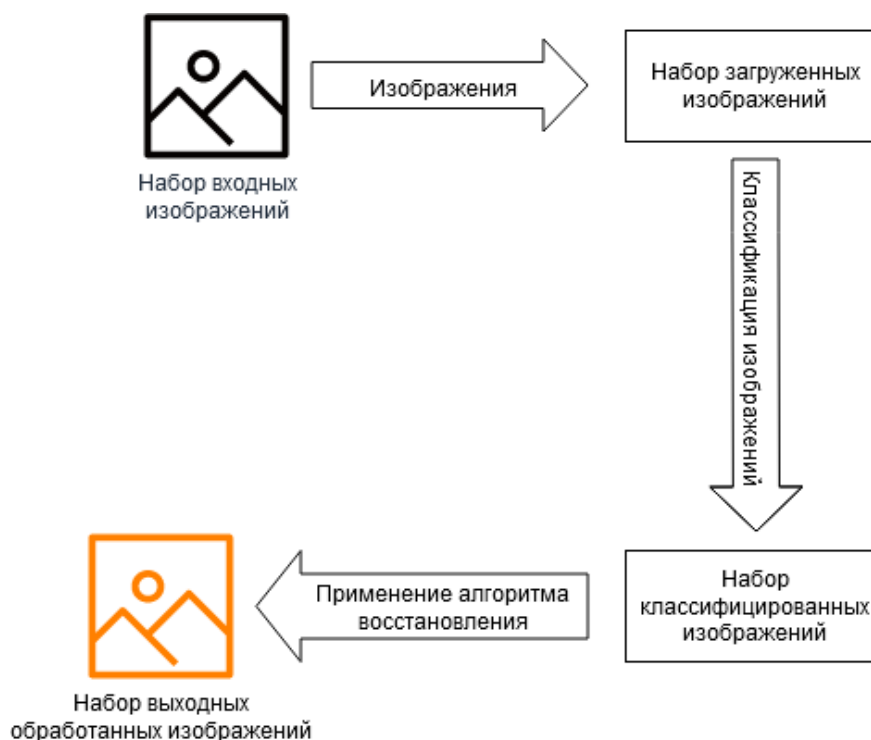 Набор входных
изображений
Изображения
Набор загруженных
изображений
Классификация изображений
Набор
классифицированных
изображений
Применение алгоритма
восстановления
Набор выходных
обработанных изображений